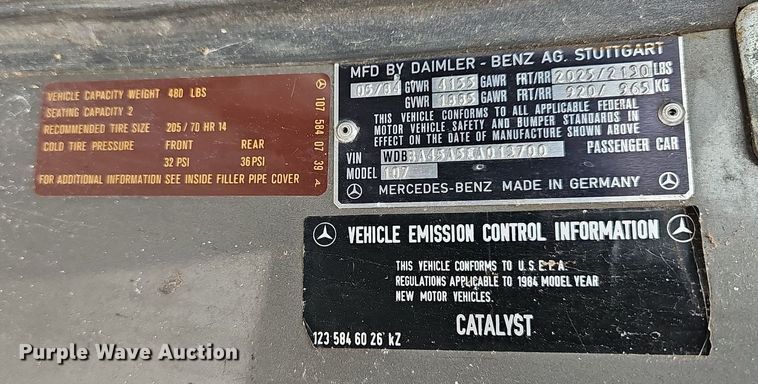 VEHICLE CAPACITY WEIGHT 480 LBS
SEATING CAPACITY 2
RECOMMENDED TIRE SIZE 205/70 HR 14
COLD TIRE PRESSURE FRONT REAR
32 PSI 36 PSI
FOR ADDITIONAL INFORMATION SEE INSIDE FILLER PIPE COVER
107 584 07 39 A
MFD BY DAIMLER - BENZ AG. STUTTGART
05/84 GVWR 4155 GAWR FRT/RR 2025/2130 LBS
GVWR 1885 GAWR FRT/RR 920/ 965 KG
THIS VEHICLE CONFORMS TO ALL APPLICABLE FEDERAL
MOTOR VEHICLE SAFETY AND BUMPER STANDARDS IN
EFFECT ON THE DATE OF MANUFACTURE SHOWN ABOVE
VIN WDBBA45A5EA013700 PASSENGER CAR
MODEL 107
MERCEDES-BENZ MADE IN GERMANY
VEHICLE EMISSION CONTROL INFORMATION
THIS VEHICLE CONFORMS TO U.S.E.P.A.
REGULATIONS APPLICABLE TO 1984 MODEL YEAR
NEW MOTOR VEHICLES.
CATALYST
123 584 60 26 kZ
Purple Wave Auction